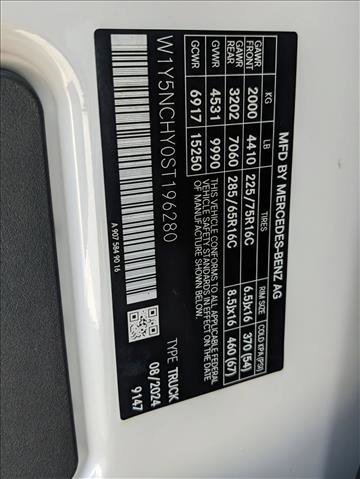 MFD BY MERCEDES-BENZ AG
KG LB TIRES RIM SIZE COLD KPA (PSI)
GAWR FRONT 2000 4410 225/75R16C 6.5jx16 370 (54)
GAWR REAR 3202 7060 285/65R16C 8.5jx16 460 (67)
GVWR 4531 9990
GCWR 6917 15250
THIS VEHICLE CONFORMS TO ALL APPLICABLE FEDERAL
MOTOR VEHICLE SAFETY STANDARDS IN EFFECT ON THE
DATE OF MANUFACTURE SHOWN ABOVE.
W1Y5NCHY0ST196280 TYPE TRUCK
08/2024
9147
A 907 584 90 16